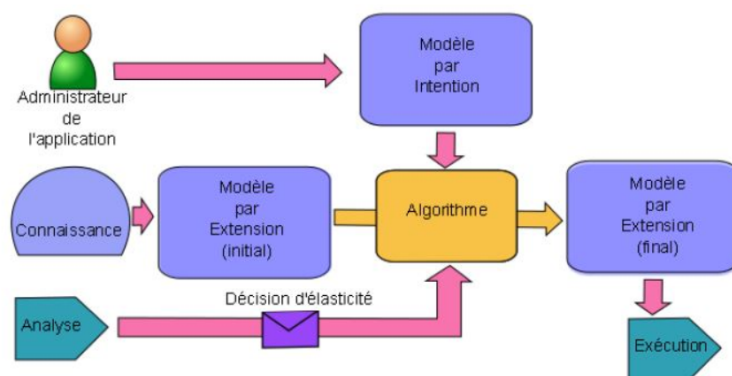 Modèle
par
Intention
Administrateur
de
l'application
Connaissance
Modèle
par
Extension
(initial)
Algorithme
Modèle
par
Extension
(final)
Décision d'élasticité
Analyse
Exécution